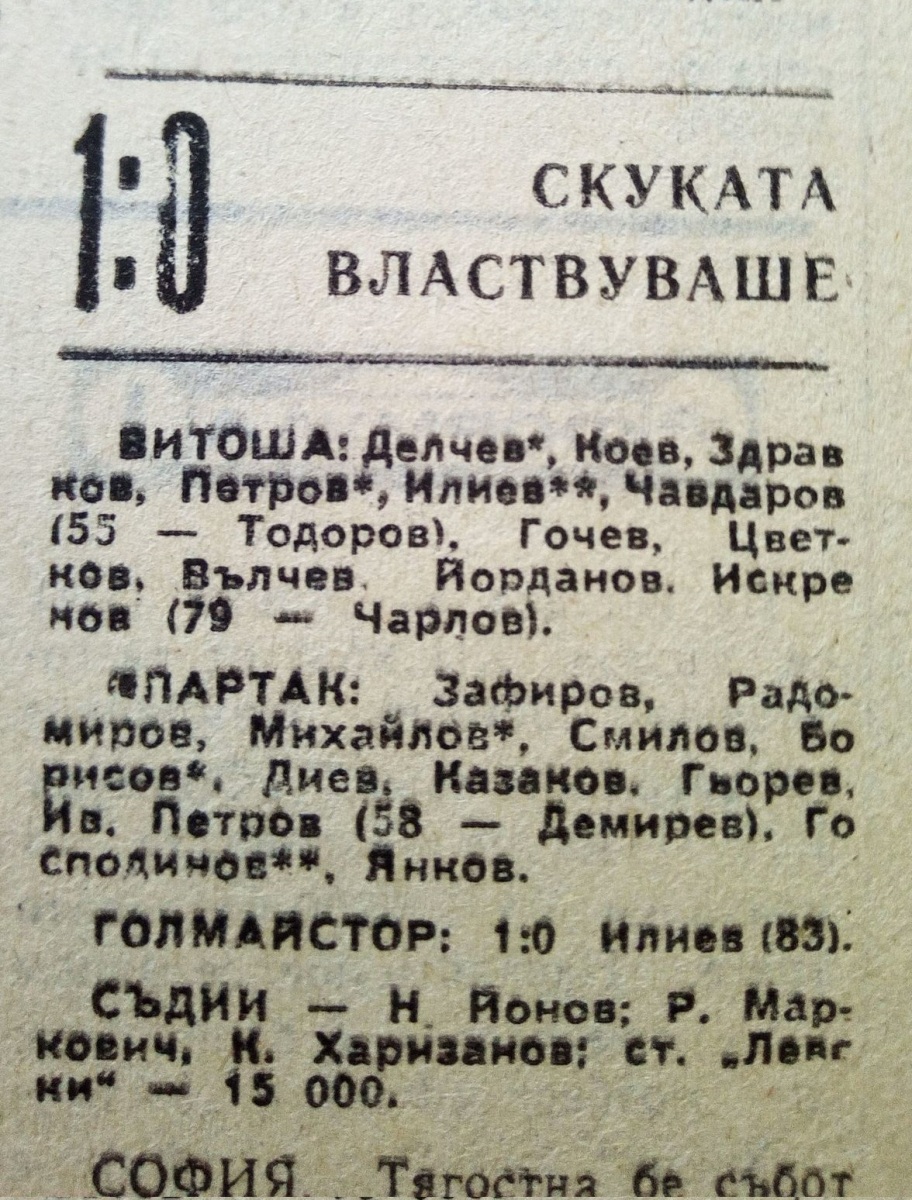 1:0
СКУКАТА
ВЛАСТВУВАШЕ
ВИТОША: Делчев*, Коев, Здрав
ков, Петров*, Илиев**, Чавдаров
(55 — Тодоров), Гочев, Цвет-
ков, Вълчев, Йорданов, Искре
нов (79 — Чарлов).
СПАРТАК: Зафиров, Радо-
миров, Михайлов*, Смилов, Бо
рисов*, Диев, Казаков, Гьорев,
Ив. Петров (58 — Демирев), Го
сподинов**, Янков.
ГОЛМАЙСТОР: 1:0 Илиев (83).
СЪДИИ — Н. Йонов; Р. Мар-
кович, К. Харизанов; ст. „Левс
ки“ — 15 000.
СОФИЯ. Тягостна бе събот